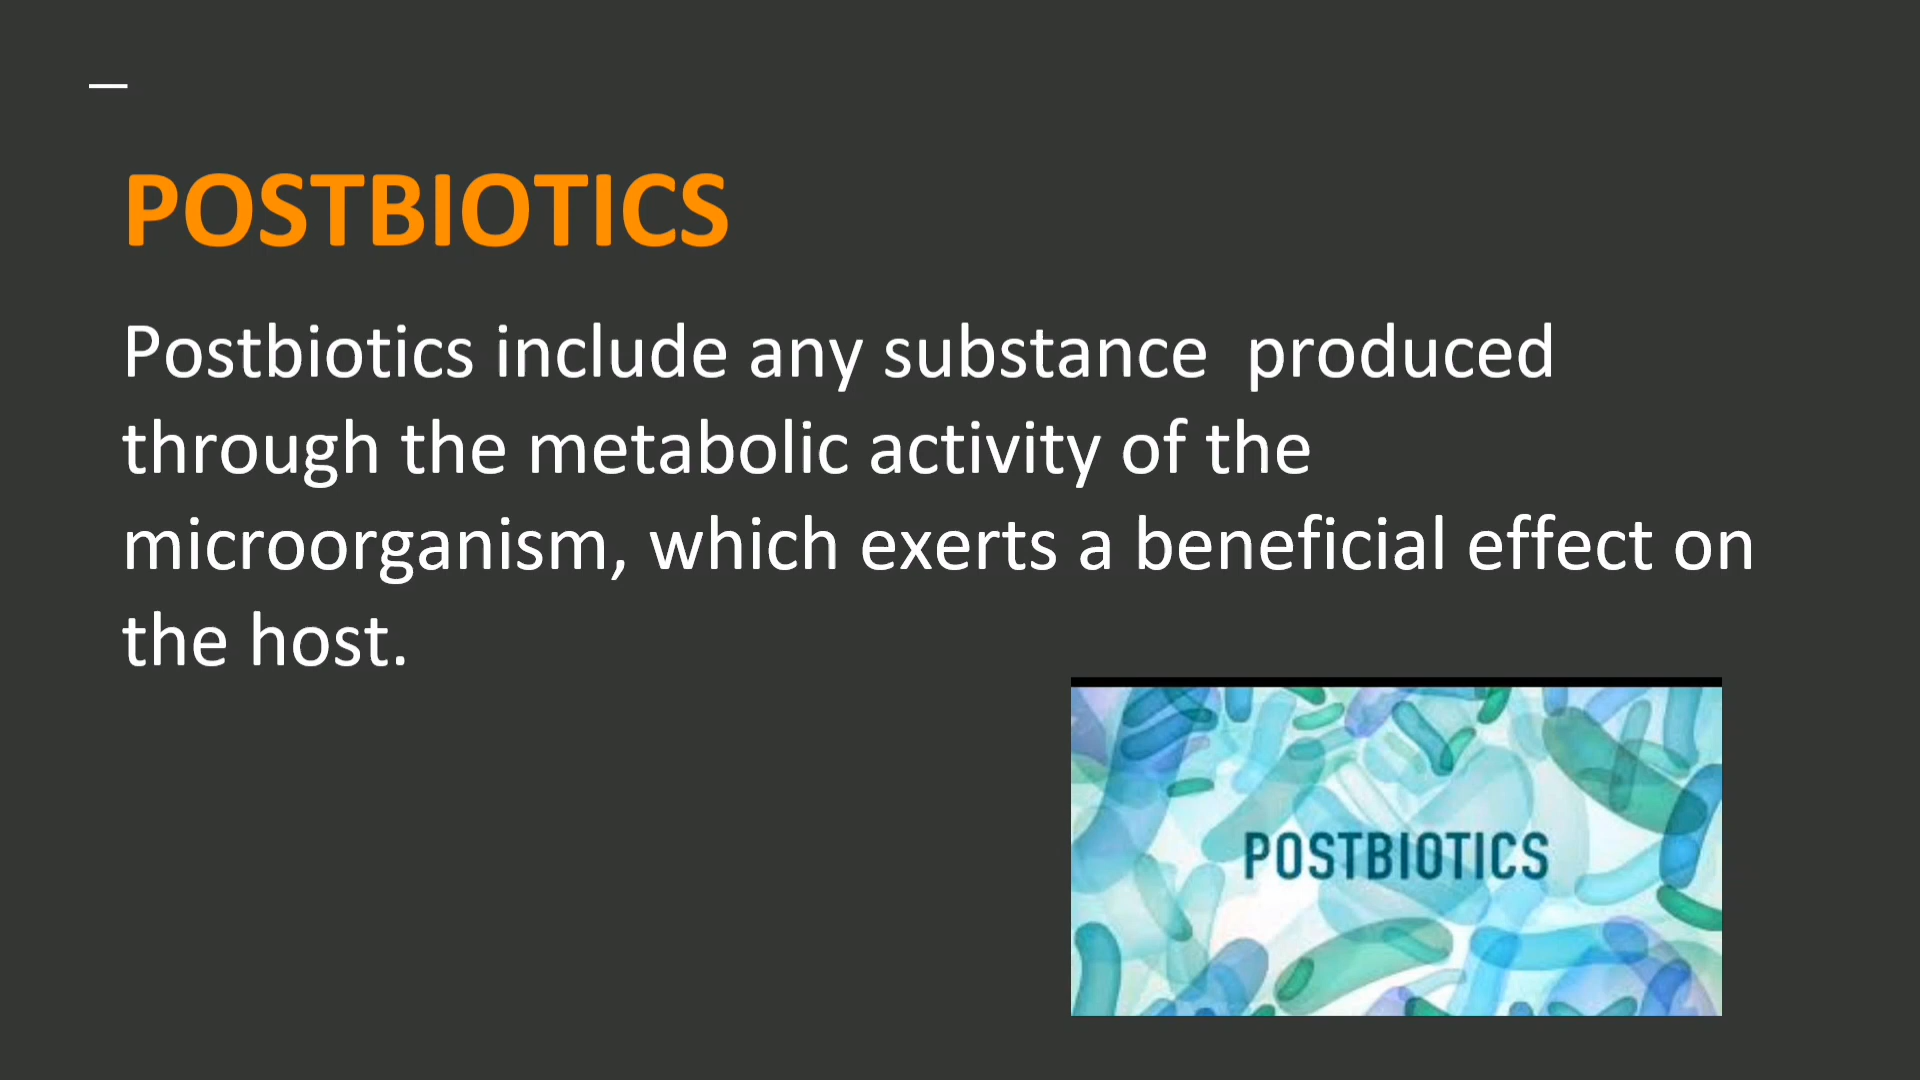 POSTBIOTICS
Postbiotics include any substance  produced
through the metabolic activity of the
microorganism, which exerts a beneficial effect on
the host.
POSTBIOTICS